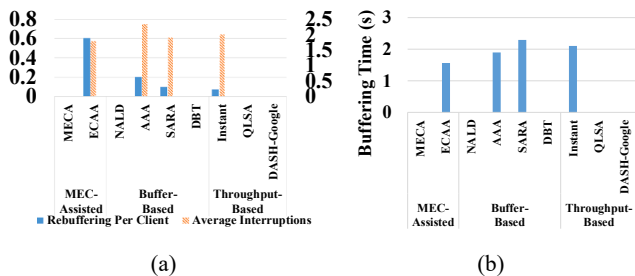 0.8
0.6
0.4
0.2
0
2.5
2
1.5
1
0.5
0
MECA
ECAA
NALD
AAA
SARA
DBT
Instant
QLSA
DASH-Google
MEC-
Assisted
Buffer-
Based
Throughput-
Based
Rebuffering Per Client
Average Interruptions
(a)
Buffering Time (s)
3
2
1
0
MECA
ECAA
NALD
AAA
SARA
DBT
Instant
QLSA
DASH-Google
MEC-
Assisted
Buffer-
Based
Throughput-
Based
(b)